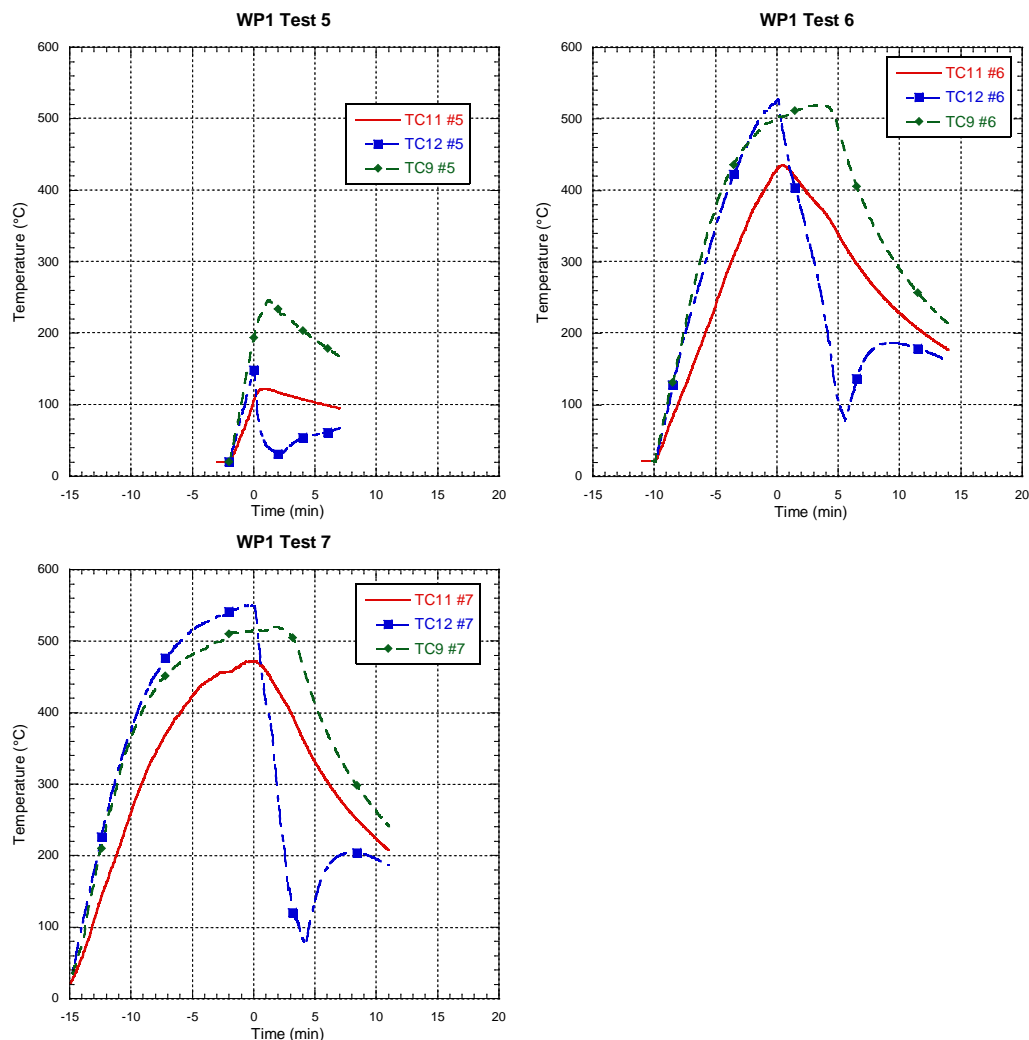 WP1 Test 5
600
500
400
300
200
100
0
Temperature (°C)
TC11 #5
TC12 #5
TC9 #5
-15 -10 -5 0 5 10 15 20
Time (min)
WP1 Test 6
600
500
400
300
200
100
0
Temperature (°C)
TC11 #6
TC12 #6
TC9 #6
-15 -10 -5 0 5 10 15 20
Time (min)
WP1 Test 7
600
500
400
300
200
100
0
Temperature (°C)
TC11 #7
TC12 #7
TC9 #7
-15 -10 -5 0 5 10 15 20
Time (min)